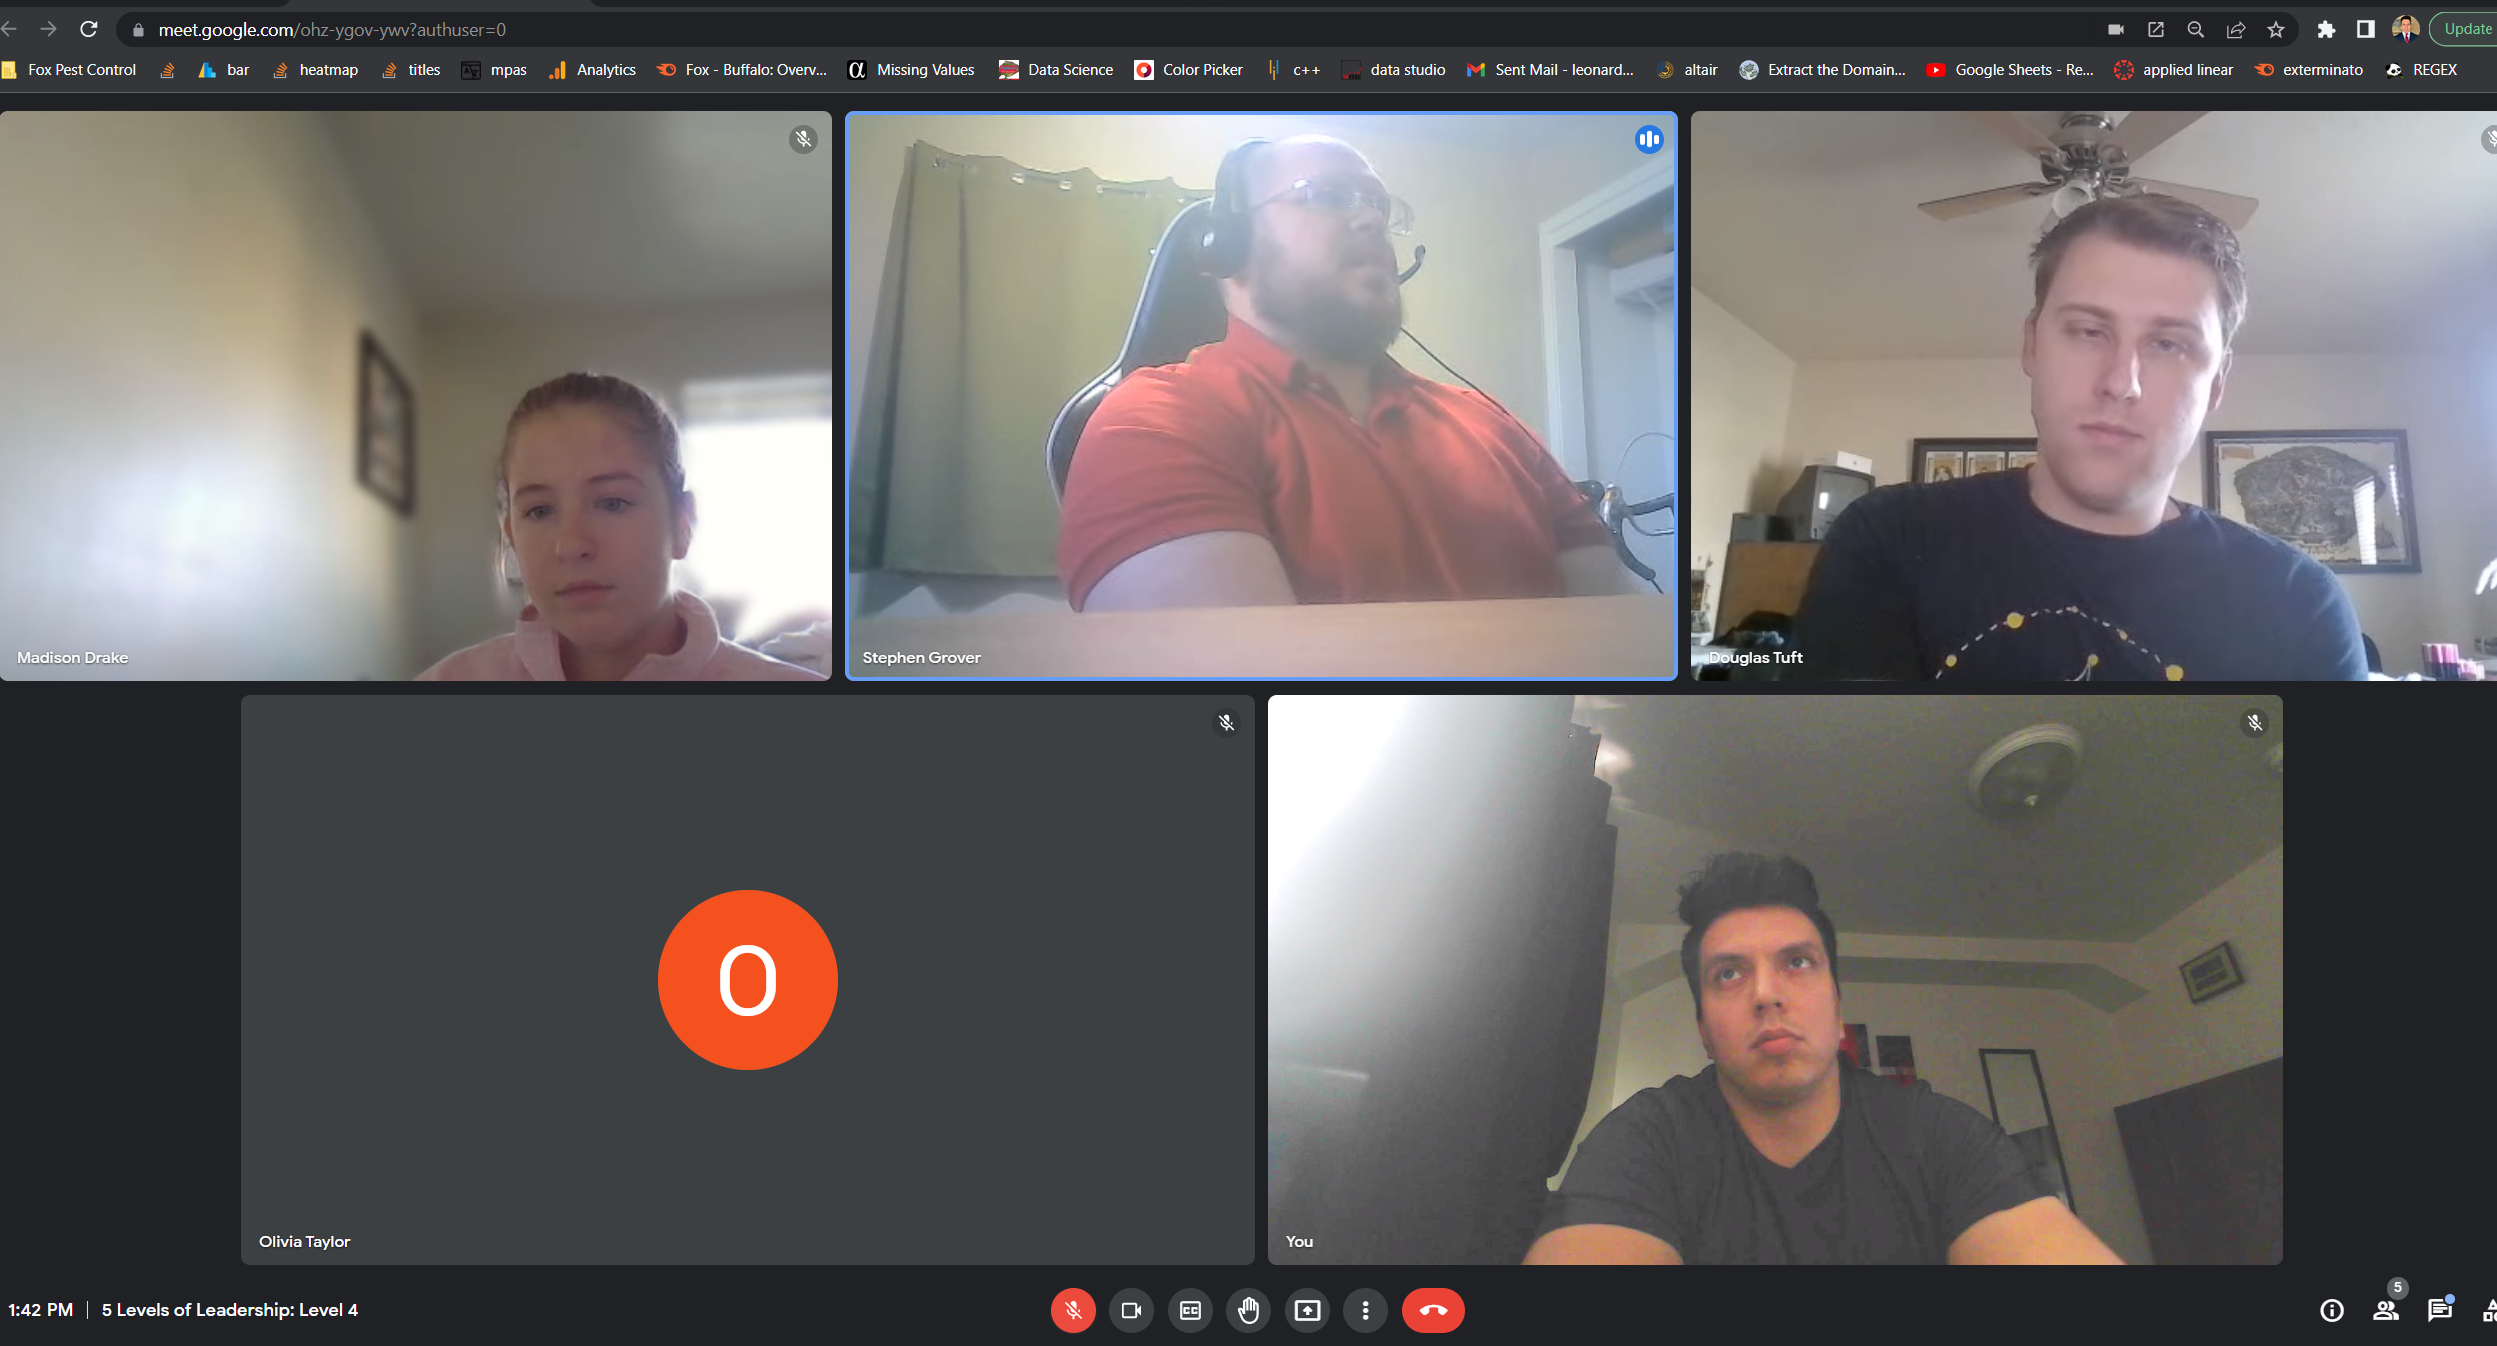 meet.google.com/ohz-ygov-ywv?authuser=0
Update
Fox Pest Control bar heatmap titles mpas Analytics Fox - Buffalo: Overv... Missing Values Data Science Color Picker c++ data studio Sent Mail - leonard... altair Extract the Domain... Google Sheets - Re... applied linear exterminato REGEX
Madison Drake
Stephen Grover
Douglas Tuft
O
Olivia Taylor
You
1:42 PM | 5 Levels of Leadership: Level 4
CC
5